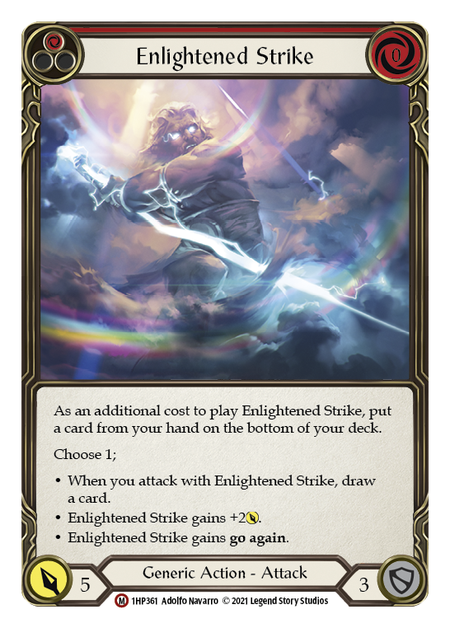 Enlightened Strike
0
As an additional cost to play Enlightened Strike, put
a card from your hand on the bottom of your deck.
Choose 1;
• When you attack with Enlightened Strike, draw
a card.
• Enlightened Strike gains +2.
• Enlightened Strike gains go again.
5
Generic Action - Attack
3
M 1HP361 Adolfo Navarro © 2021 Legend Story Studios